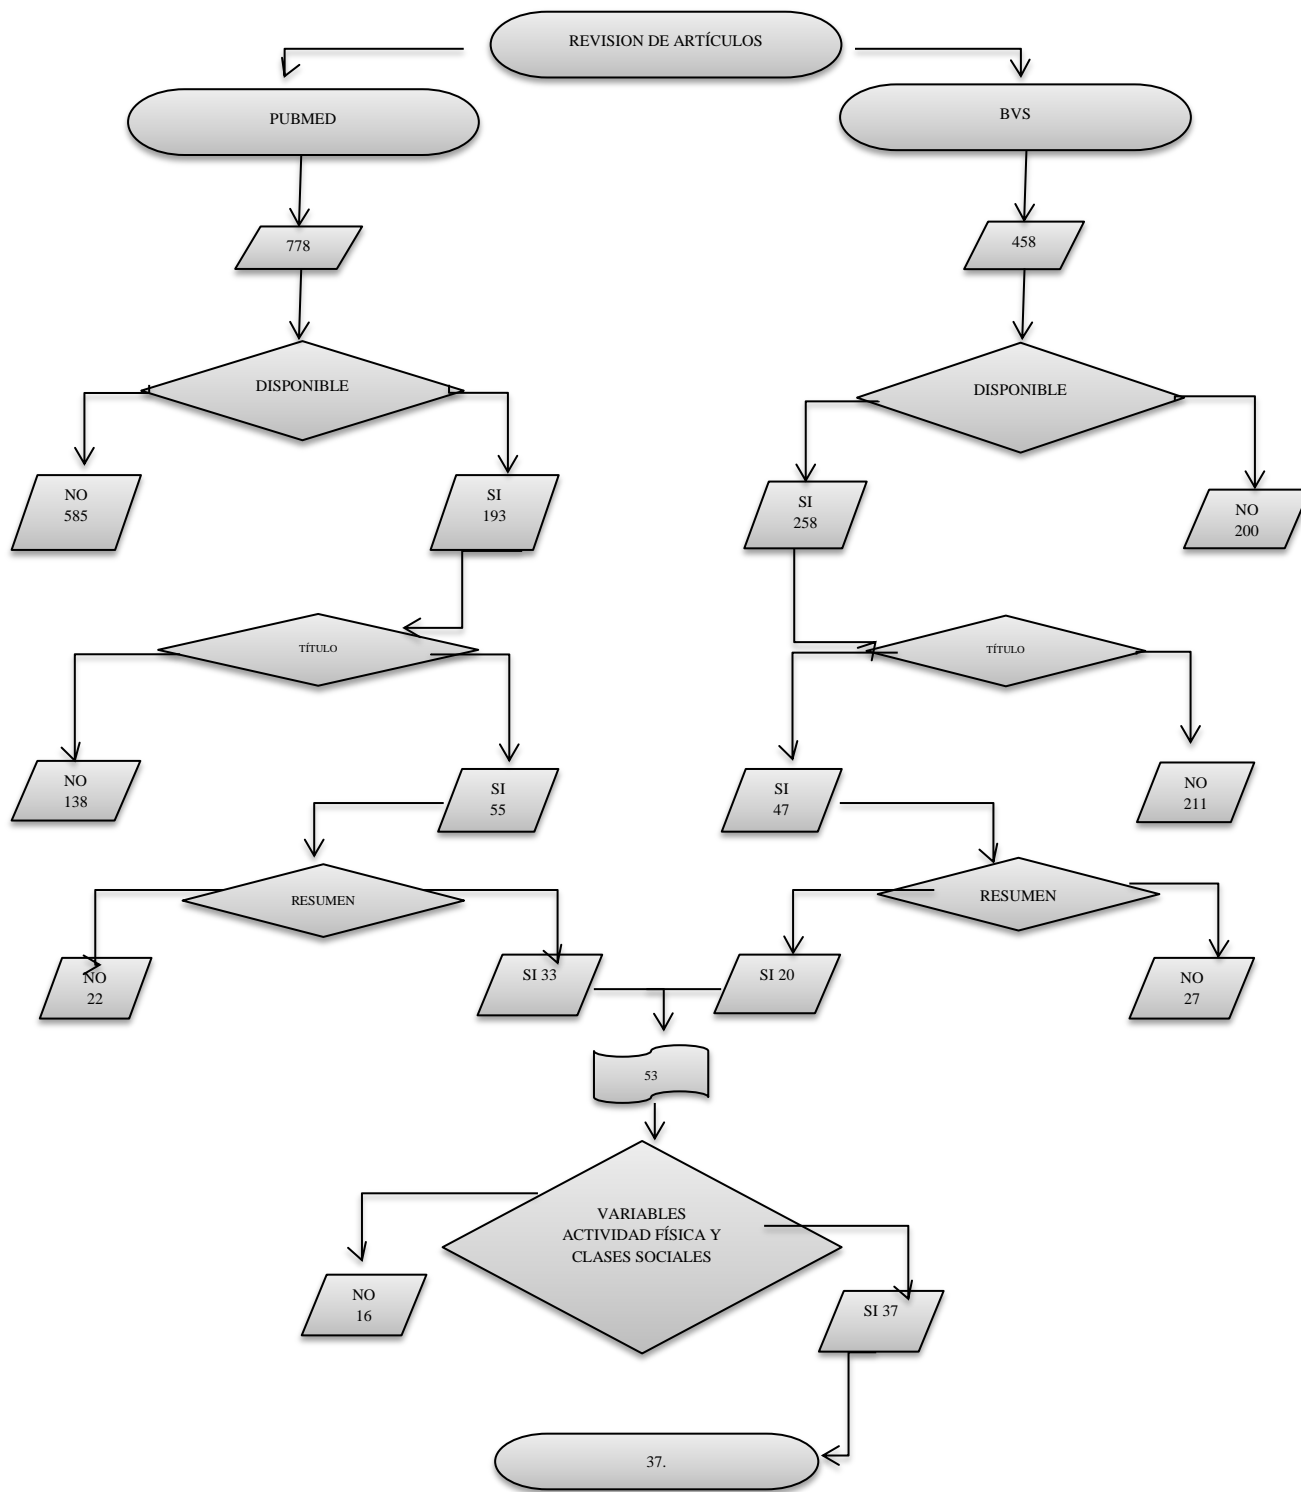 REVISION DE ARTÍCULOS
PUBMED
BVS
778
458
DISPONIBLE
DISPONIBLE
NO
585
SI
193
SI
258
NO
200
TÍTULO
TÍTULO
NO
138
SI
55
SI
47
NO
211
RESUMEN
RESUMEN
NO
22
SI 33
SI 20
NO
27
53
VARIABLES
ACTIVIDAD FÍSICA Y
CLASES SOCIALES
NO
16
SI 37
37.